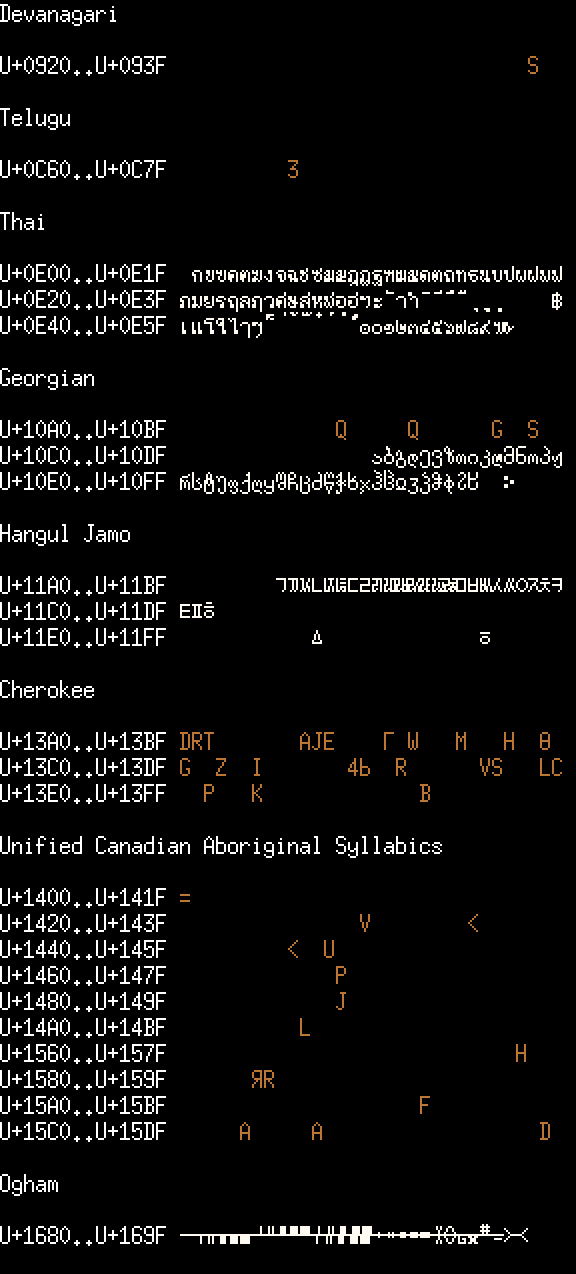 Devanagari
U+0920..U+093F S
Telugu
U+0C60..U+0C7F 3
Thai
U+0E00..U+0E1F กขฃคฅฆงจฉชซฌญฎฏฐฑฒณดตถทธนบปผฝพฟ
U+0E20..U+0E3F ภมยรฤลฦวศษสหฬอฮฯะัาำิีึืฺุู ฿
U+0E40..U+0E5F เแโใไๅๆ็่้๊๋์ํ๎๏๐๑๒๓๔๕๖๗๘๙๚๛
Georgian
U+10A0..U+10BF Q Q G S
U+10C0..U+10DF აბგდევზთიკლმნოპჟ
U+10E0..U+10FF რსტუფქღყშჩცძწჭხჯჰჱჲჳჴჵჶჷჸ ჻
Hangul Jamo
U+11A0..U+11BF ᆨᆩᆪᆫᆬᆭᆮᆯᆰᆱᆲᆳᆴᆵᆶᆷᆸᆹᆺᆻᆼᆽᆾᆿ
U+11C0..U+11DF ᇀᇁᇂ
U+11E0..U+11FF ᇫ ᇹ
Cherokee
U+13A0..U+13BF DRT AJE Γ W M H θ
U+13C0..U+13DF G Z I 4b R VS LC
U+13E0..U+13FF P K B
Unified Canadian Aboriginal Syllabics
U+1400..U+141F =
U+1420..U+143F V <
U+1440..U+145F < U
U+1460..U+147F P
U+1480..U+149F J
U+14A0..U+14BF L
U+1560..U+157F H
U+1580..U+159F ЯR
U+15A0..U+15BF F
U+15C0..U+15DF A A D
Ogham
U+1680..U+169F  ᚁᚂᚃᚄᚅᚆᚇᚈᚉᚊᚋᚌᚍᚎᚏᚐᚑᚒᚓᚔᚕᚖᚗᚘᚙᚚ᚛᚜